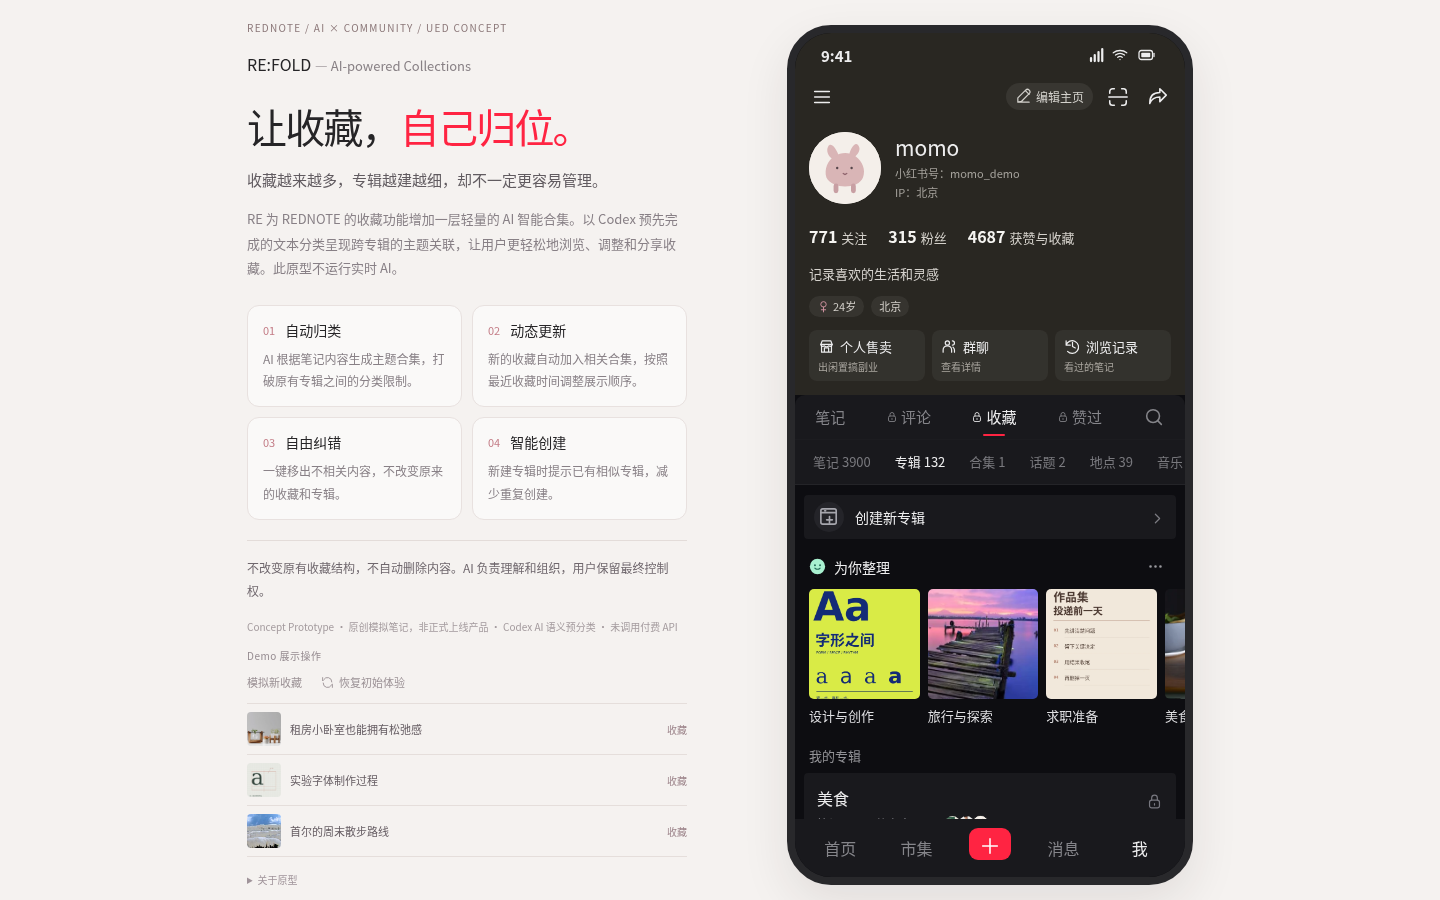 REDNOTE / AI × COMMUNITY / UED CONCEPT
RE:FOLD — AI-powered Collections
让收藏，自己归位。
收藏越来越多，专辑越建越细，却不一定更容易管理。
RE 为 REDNOTE 的收藏功能增加一层轻量的 AI 智能合集。以 Codex 预先完
成的文本分类呈现跨专辑的主题关联，让用户更轻松地浏览、调整和分享收
藏。此原型不运行实时 AI。
01 自动归类
AI 根据笔记内容生成主题合集，打
破原有专辑之间的分类限制。
02 动态更新
新的收藏自动加入相关合集，按照
最近收藏时间调整展示顺序。
03 自由纠错
一键移出不相关内容，不改变原来
的收藏和专辑。
04 智能创建
新建专辑时提示已有相似专辑，减
少重复创建。
不改变原有收藏结构，不自动删除内容。AI 负责理解和组织，用户保留最终控制
权。
Concept Prototype · 原创模拟笔记，非正式上线产品 · Codex AI 语义预分类 · 未调用付费 API
Demo 展示操作
模拟新收藏 恢复初始体验
租房小卧室也能拥有松弛感 收藏
a
实验字体制作过程 收藏
首尔的周末散步路线 收藏
关于原型
9:41
编辑主页
momo
小红书号：momo_demo
IP：北京
771 关注 315 粉丝 4687 获赞与收藏
记录喜欢的生活和灵感
24岁 北京
个人售卖
出闲置搞副业
群聊
查看详情
浏览记录
看过的笔记
笔记 评论 收藏 赞过
笔记 3900 专辑 132 合集 1 话题 2 地点 39 音乐
创建新专辑
为你整理
Aa
字形之间
a a a a
作品集
投递前一天
设计与创作 旅行与探索 求职准备 美食
我的专辑
美食
首页 市集 消息 我